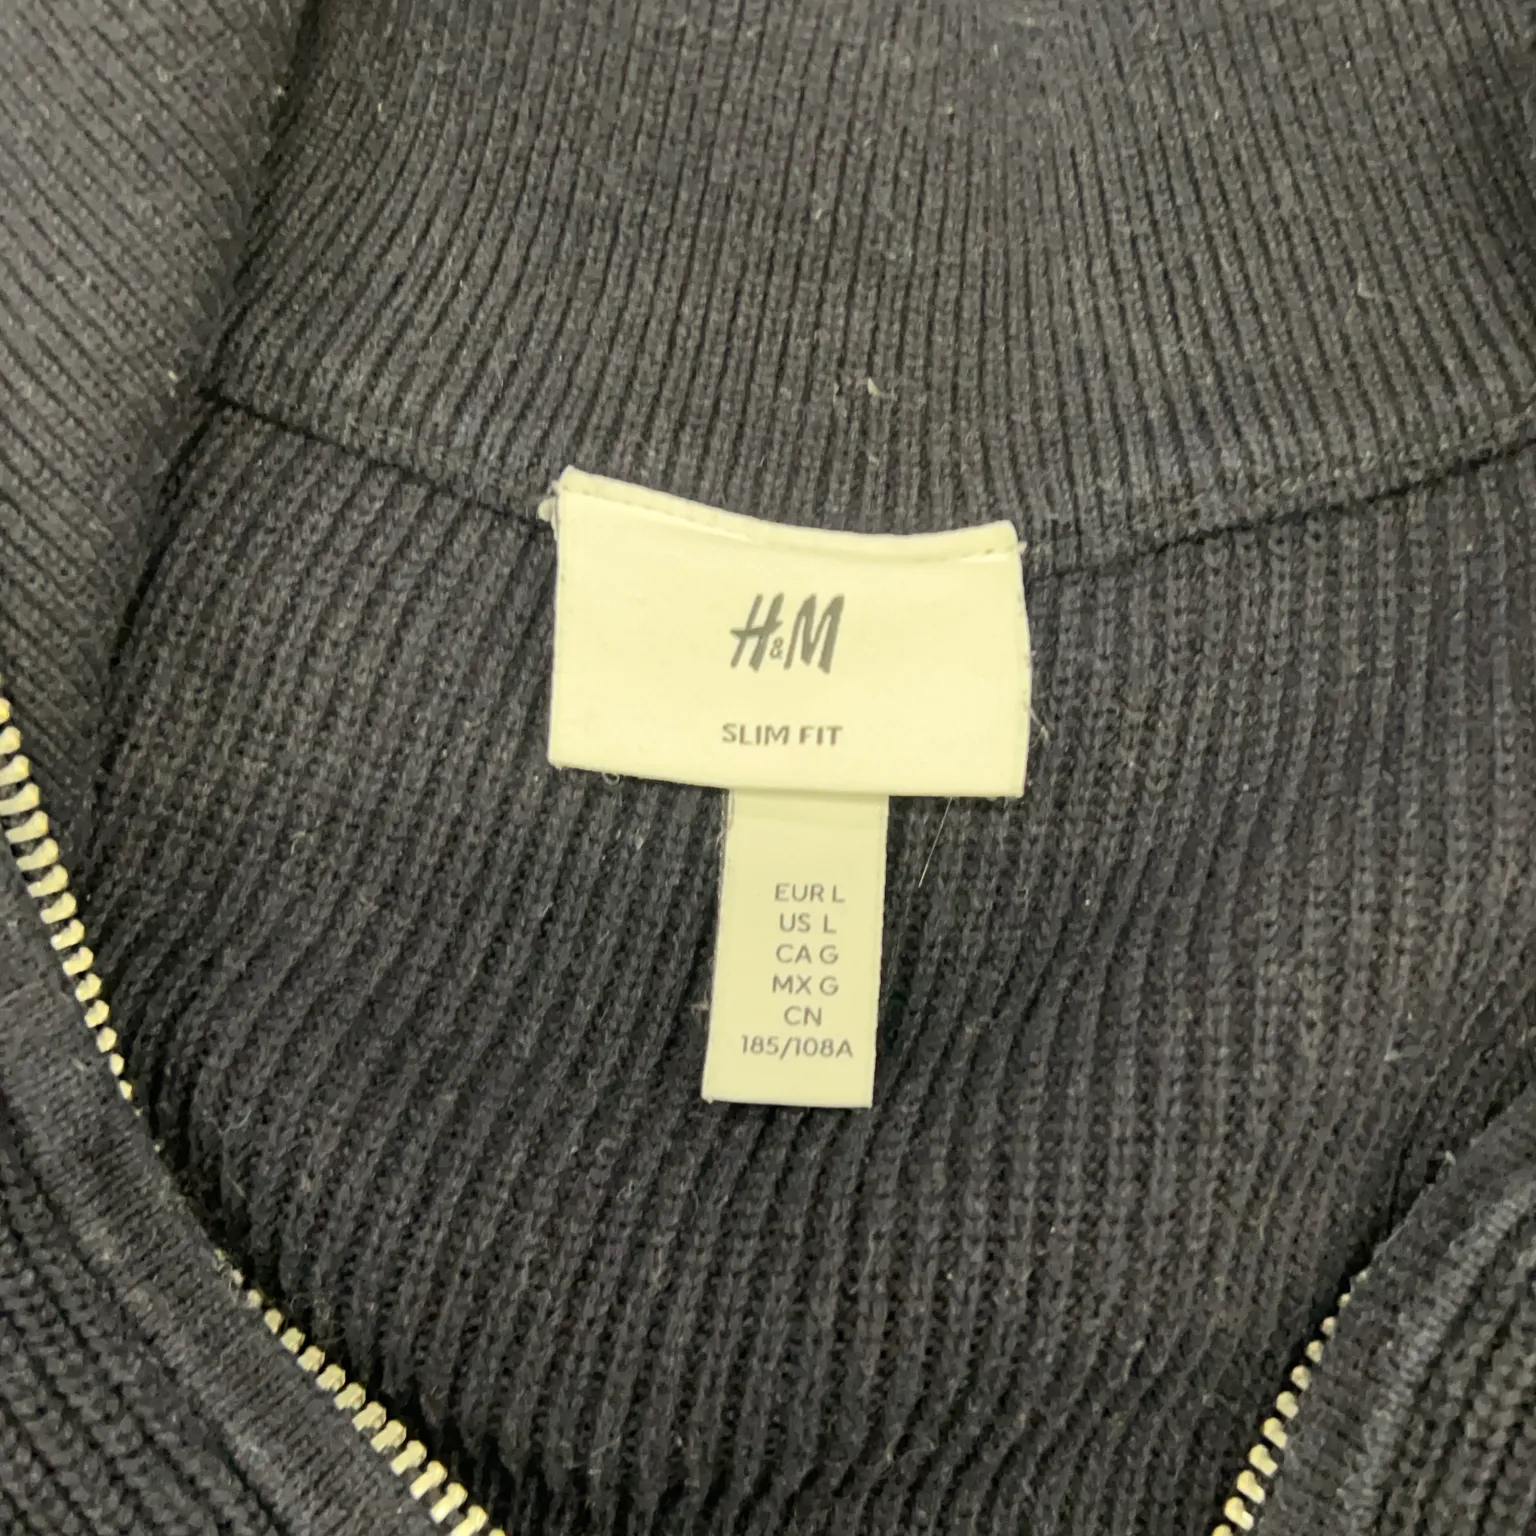 H&M
SLIM FIT
EUR L
US L
CA G
MX G
CN
185/108A